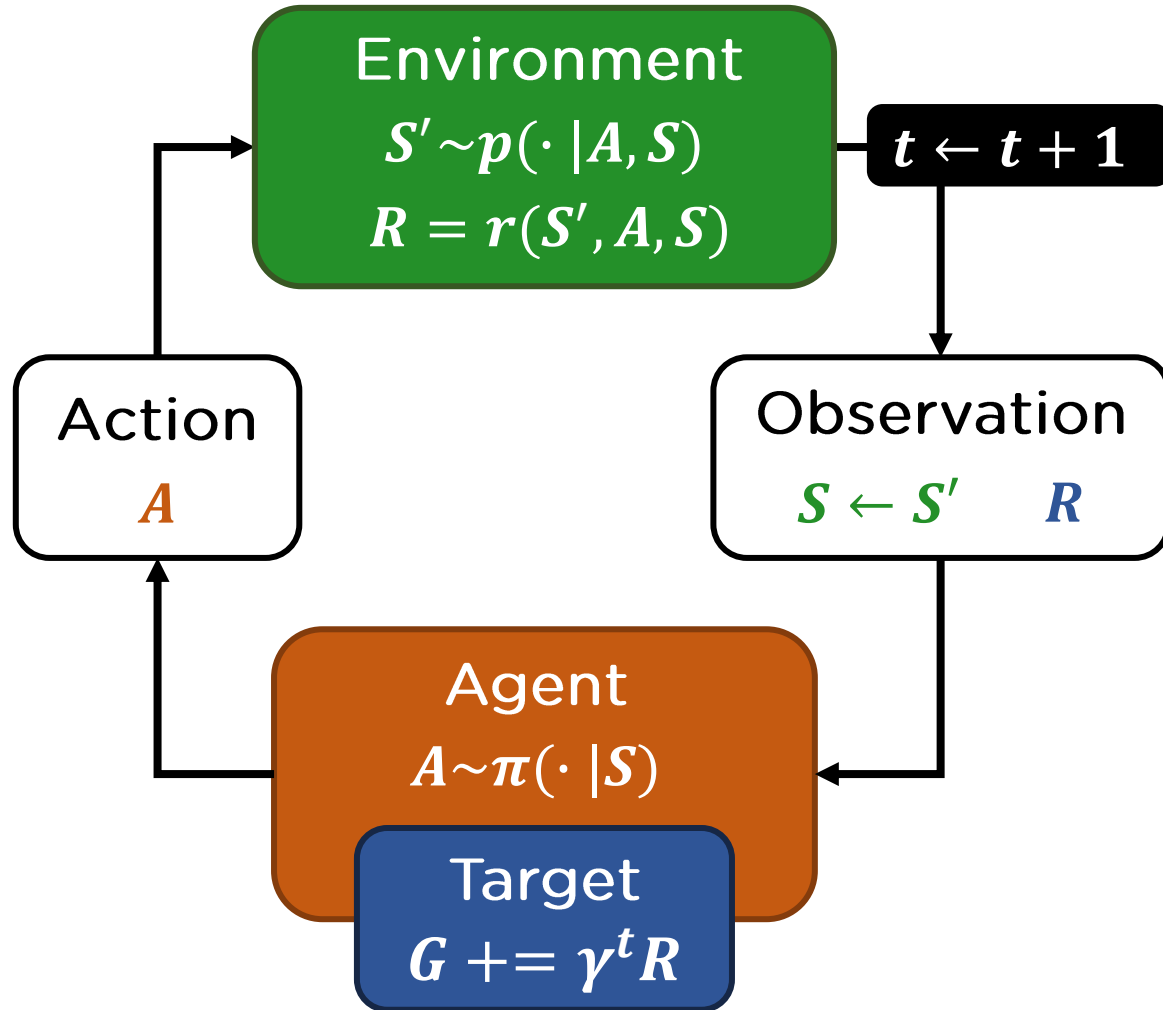 Environment
S′~p(· |A, S)
R = r(S′, A, S)
t ← t + 1
Action
A
Observation
S ← S′ R
Agent
A~π(· |S)
Target
G += γᵗR